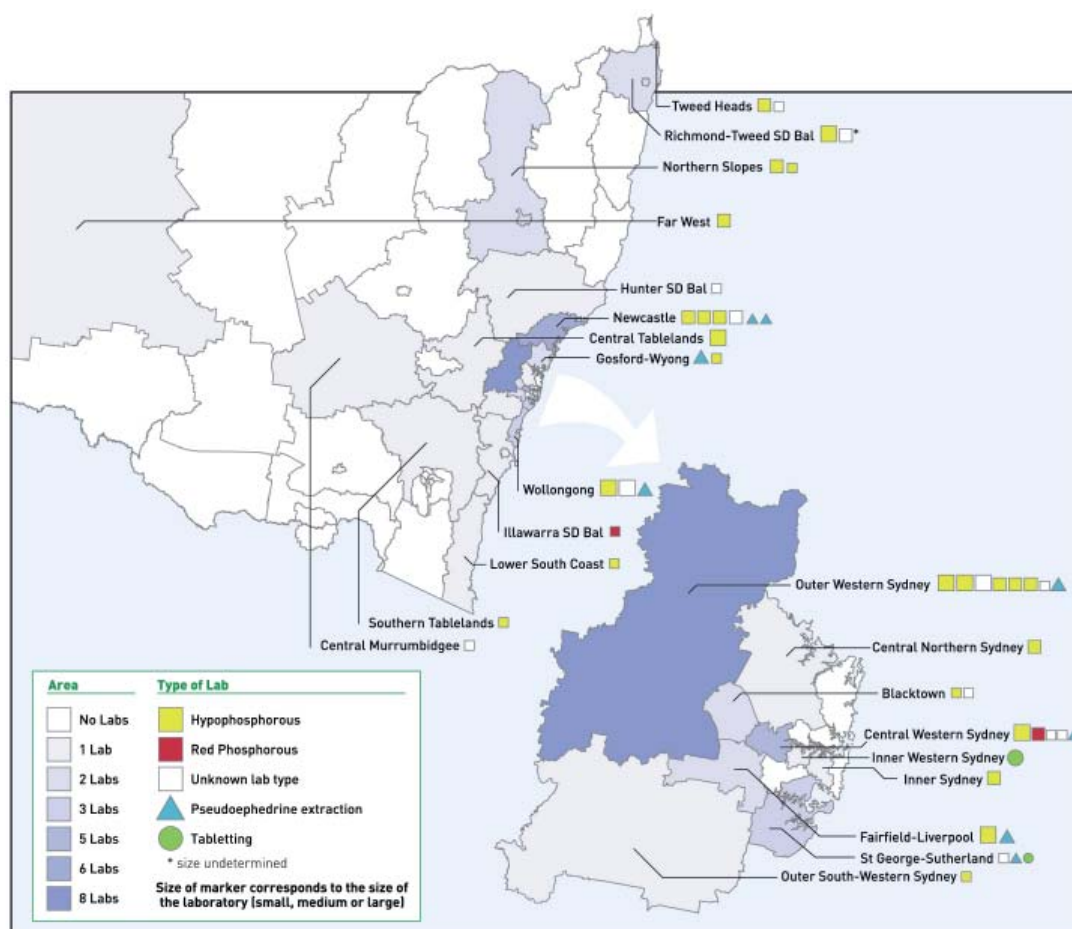 Tweed Heads
Richmond-Tweed SD Bal
*
Northern Slopes
Far West
Hunter SD Bal
Newcastle
Central Tablelands
Gosford-Wyong
Wollongong
Illawarra SD Bal
Lower South Coast
Southern Tablelands
Central Murrumbidgee
Outer Western Sydney
Central Northern Sydney
Blacktown
Central Western Sydney
Inner Western Sydney
Inner Sydney
Fairfield-Liverpool
St George-Sutherland
Outer South-Western Sydney
Area
No Labs
1 Lab
2 Labs
3 Labs
5 Labs
6 Labs
8 Labs
Type of Lab
Hypophosphorous
Red Phosphorous
Unknown lab type
Pseudoephedrine extraction
Tabletting
* size undetermined
Size of marker corresponds to the size of
the laboratory (small, medium or large)